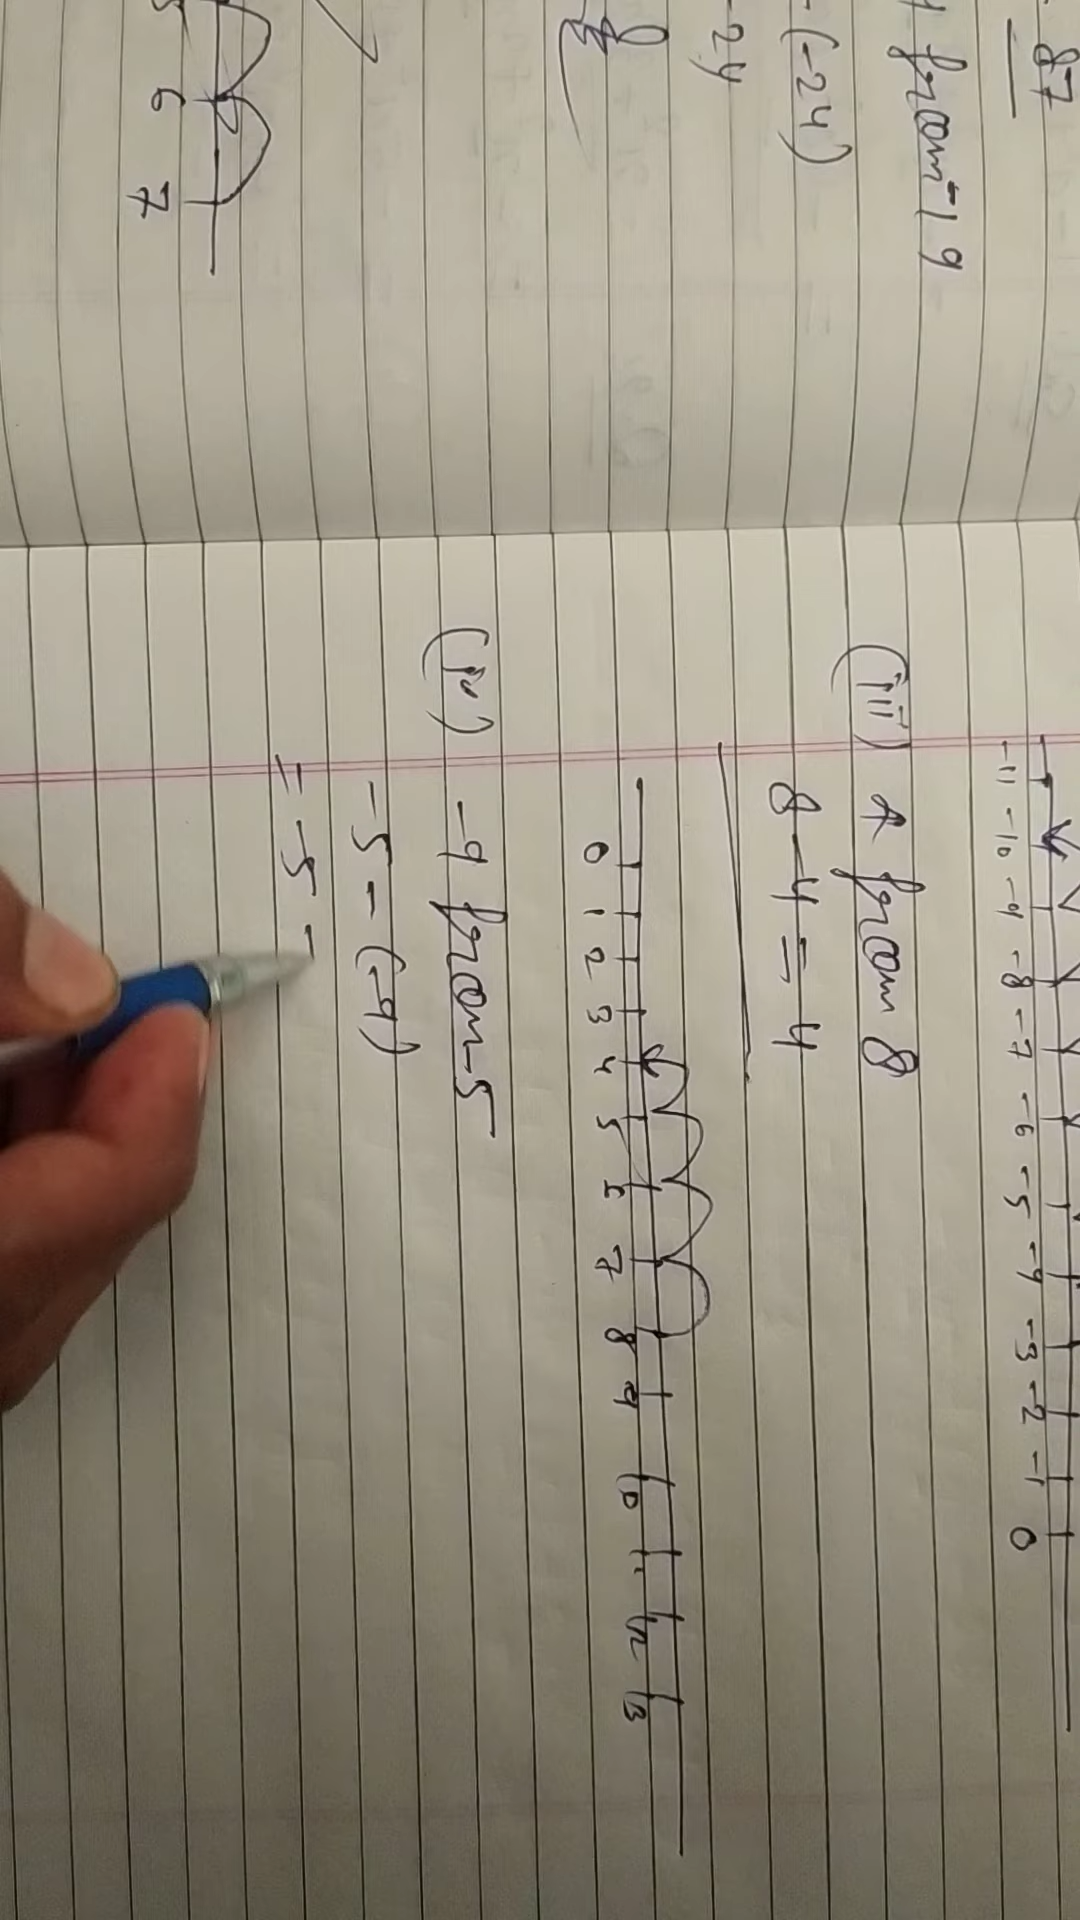 87
from -19
- (-24)
24
6 7
-11 -10 -9 -8 -7 -6 -5 -4 -3 -2 -1 0
(iii) 4 from 8
8 - 4 = 4
0 1 2 3 4 5 6 7 8 9 10 11 12 13
(iv) -9 from -5
-5 - (-9)
= -5 -